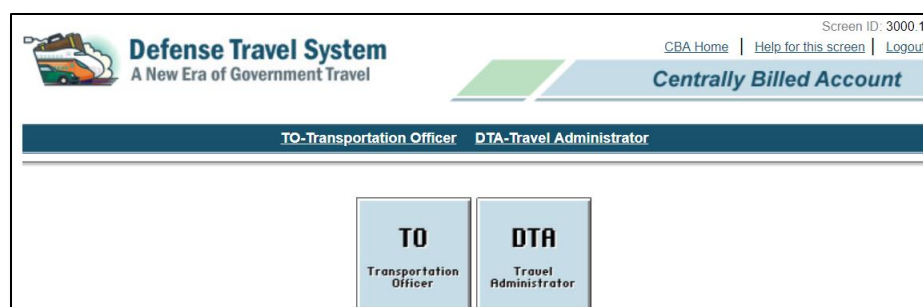 Screen ID: 3000.1
Defense Travel System
CBA Home | Help for this screen | Logout
A New Era of Government Travel
Centrally Billed Account
TO-Transportation Officer DTA-Travel Administrator
TO DTA
Transportation Travel
Officer Administrator